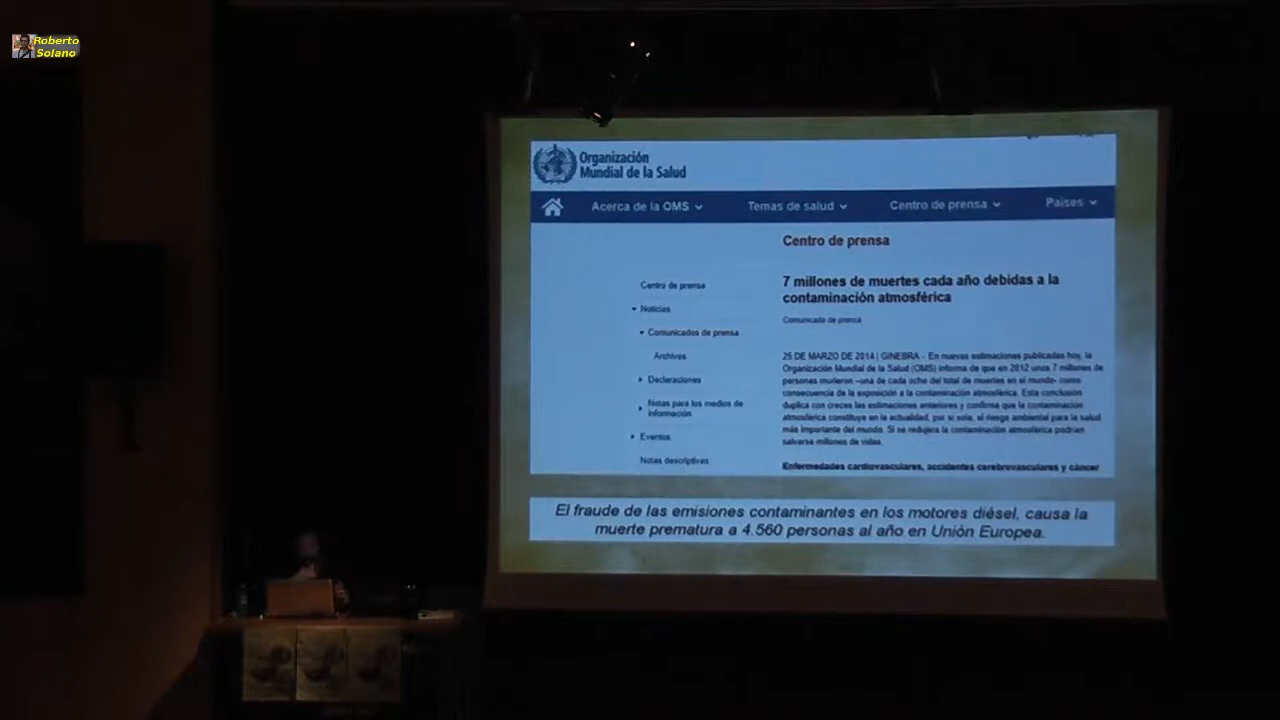 Roberto
Solano
Organización
Mundial de la Salud
Acerca de la OMS
Temas de salud
Centro de prensa
Países
Centro de prensa
7 millones de muertes cada año debidas a la
contaminación atmosférica
Comunicado de prensa
25 DE MARZO DE 2014 | GINEBRA - En nuevas estimaciones publicadas hoy, la
Organización Mundial de la Salud (OMS) informa de que en 2012 unos 7 millones de
personas murieron –una de cada ocho del total de muertes en el mundo– como
consecuencia de la exposición a la contaminación atmosférica. Esta conclusión
duplica con creces las estimaciones anteriores y confirma que la contaminación
atmosférica constituye en la actualidad, por sí sola, el riesgo ambiental para la salud
más importante del mundo. Si se redujera la contaminación atmosférica podrían
salvarse millones de vidas.
Enfermedades cardiovasculares, accidentes cerebrovasculares y cáncer
Centro de prensa
Noticias
Comunicados de prensa
Archivos
Declaraciones
Notas para los medios de
información
Eventos
Notas descriptivas
El fraude de las emisiones contaminantes en los motores diésel, causa la
muerte prematura a 4.560 personas al año en Unión Europea.